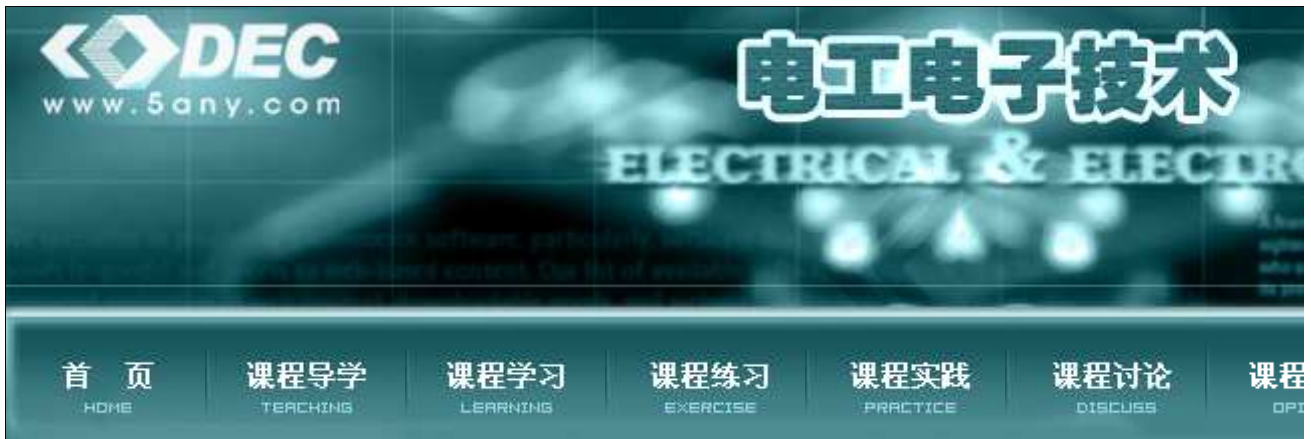 DEC
www.5any.com
电工电子技术
ELECTRICAL & ELECTRO
首 页 课程导学 课程学习 课程练习 课程实践 课程讨论 课程
HOME TEACHING LEARNING EXERCISE PRACTICE DISCUSS OPI